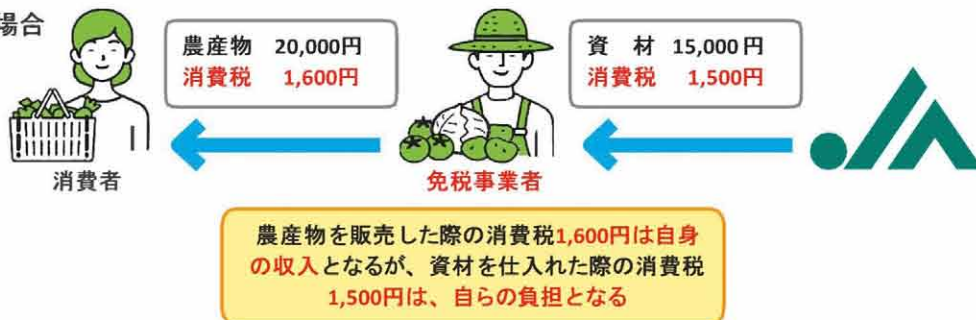 場合
農産物 20,000円
消費税 1,600円
資 材 15,000円
消費税 1,500円
消費者
免税事業者
JA
農産物を販売した際の消費税1,600円は自身
の収入となるが、資材を仕入れた際の消費税
1,500円は、自らの負担となる